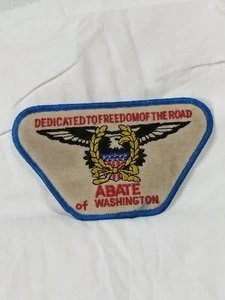 DEDICATED TO FREEDOM OF THE ROAD
ABATE
of WASHINGTON